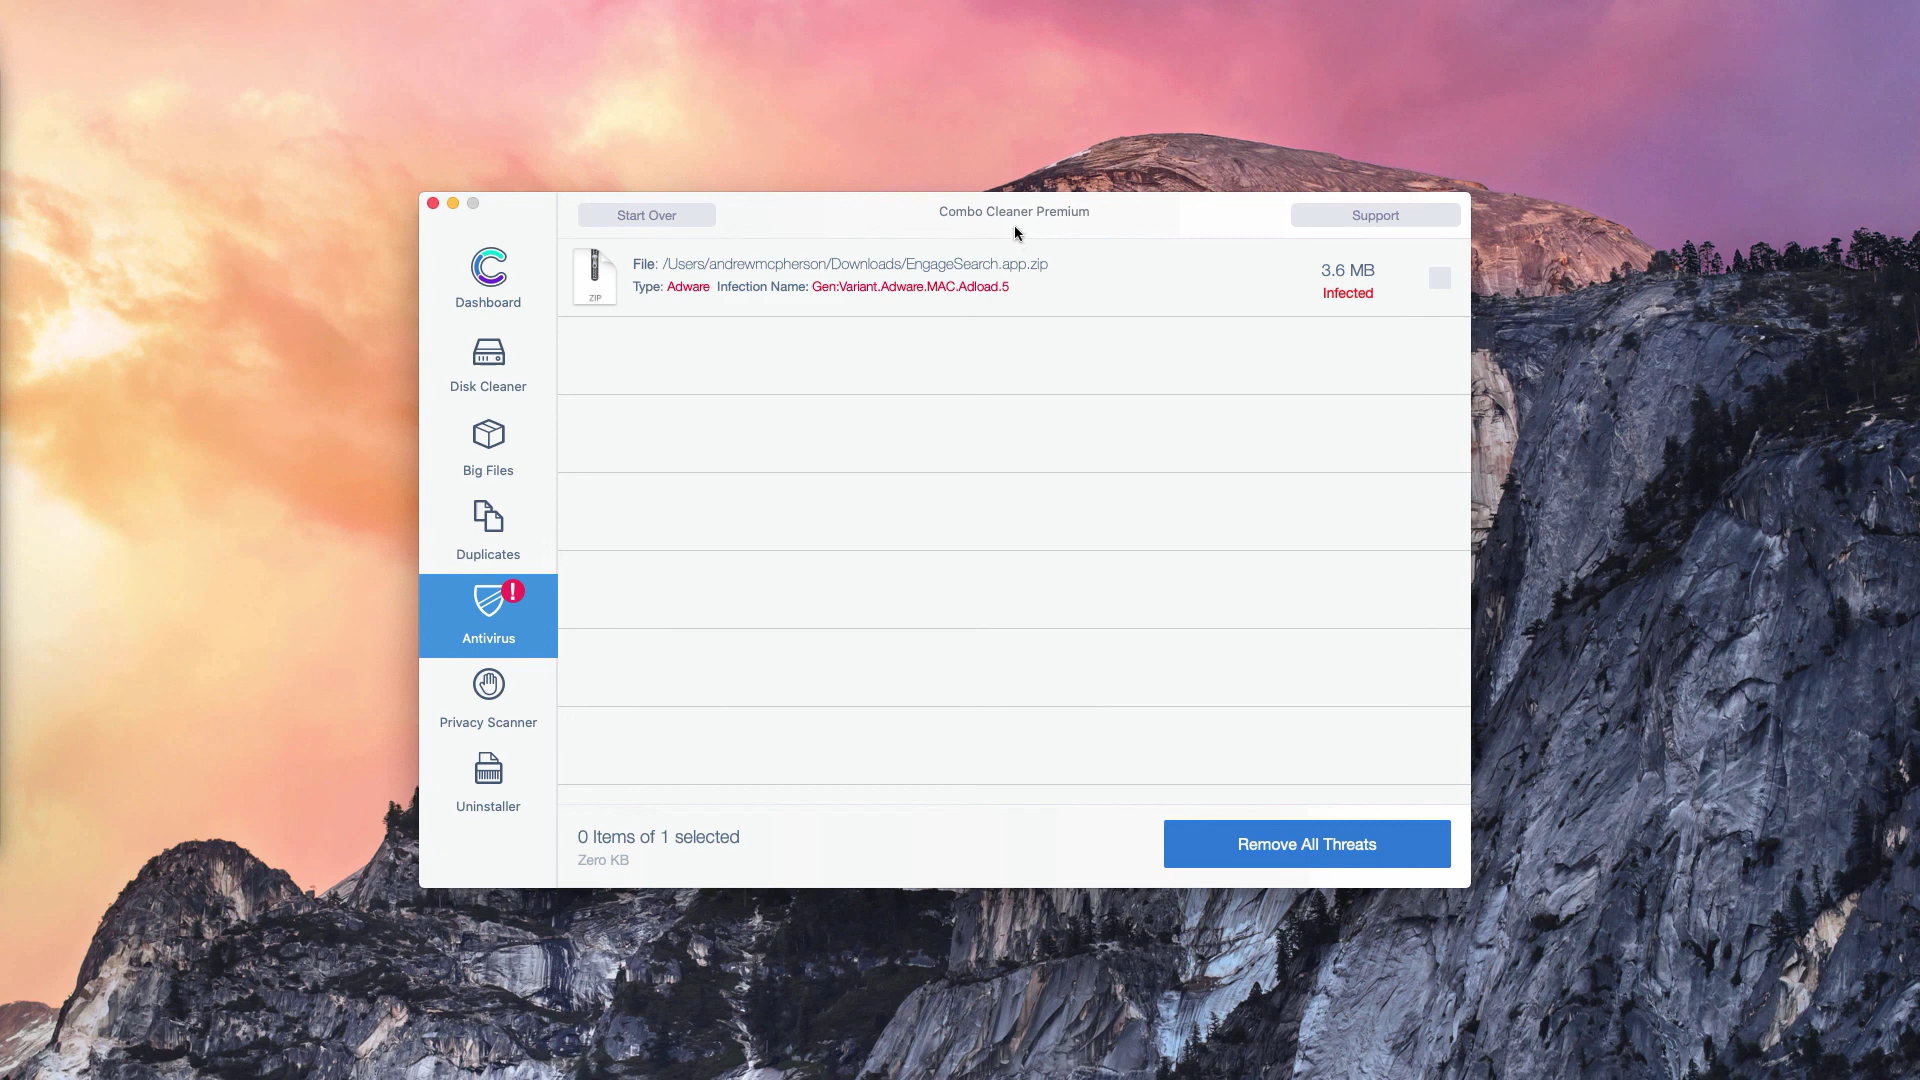 Start Over
Combo Cleaner Premium
Support
Dashboard
Disk Cleaner
Big Files
Duplicates
!
Antivirus
Privacy Scanner
Uninstaller
ZIP
File: /Users/andrewmcpherson/Downloads/EngageSearch.app.zip
Type: Adware Infection Name: Gen:Variant.Adware.MAC.Adload.5
3.6 MB
Infected
0 Items of 1 selected
Zero KB
Remove All Threats